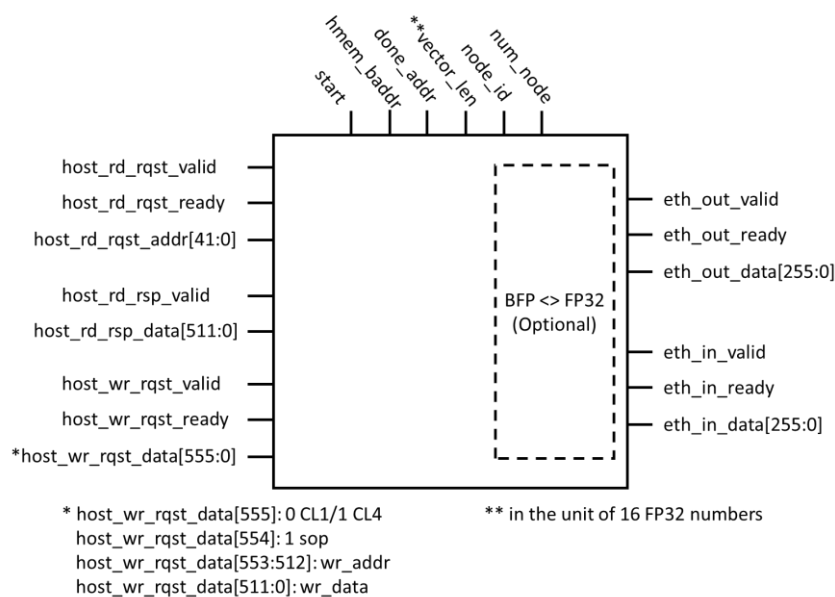 start
hmem_baddr
done_addr
**vector_len
node_id
num_node
host_rd_rqst_valid
host_rd_rqst_ready
host_rd_rqst_addr[41:0]
host_rd_rsp_valid
host_rd_rsp_data[511:0]
host_wr_rqst_valid
host_wr_rqst_ready
*host_wr_rqst_data[555:0]
BFP <> FP32
(Optional)
eth_out_valid
eth_out_ready
eth_out_data[255:0]
eth_in_valid
eth_in_ready
eth_in_data[255:0]
* host_wr_rqst_data[555]: 0 CL1/1 CL4
host_wr_rqst_data[554]: 1 sop
host_wr_rqst_data[553:512]: wr_addr
host_wr_rqst_data[511:0]: wr_data
** in the unit of 16 FP32 numbers